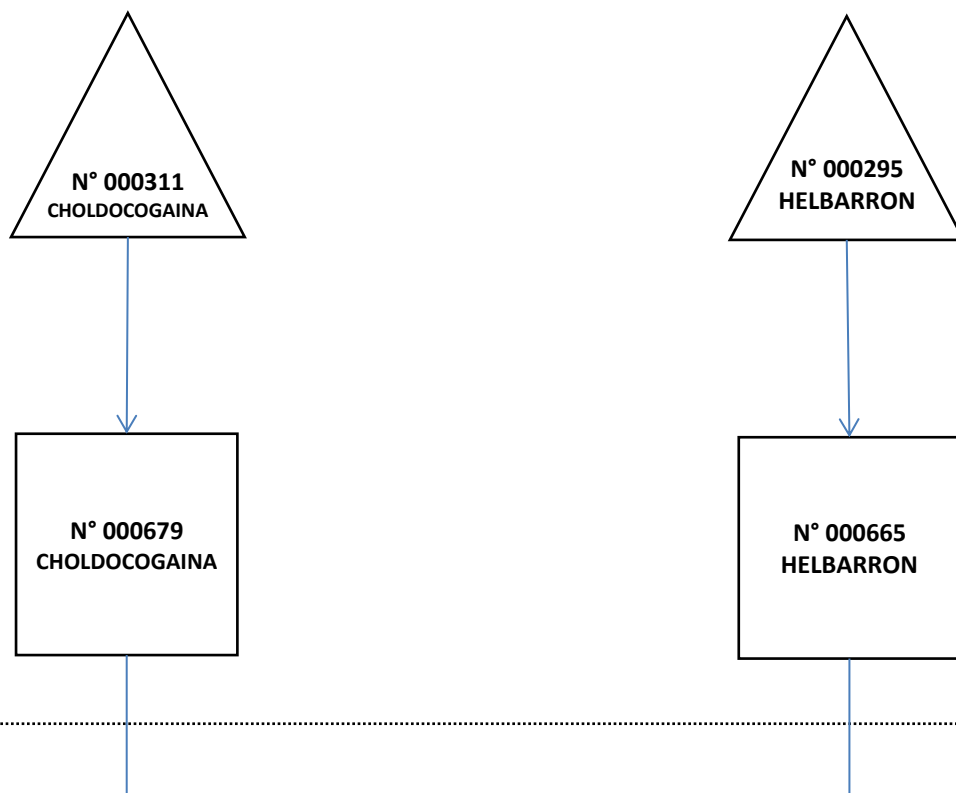 N° 000311
CHOLDOCOGAINA
N° 000295
HELBARRON
N° 000679
CHOLDOCOGAINA
N° 000665
HELBARRON